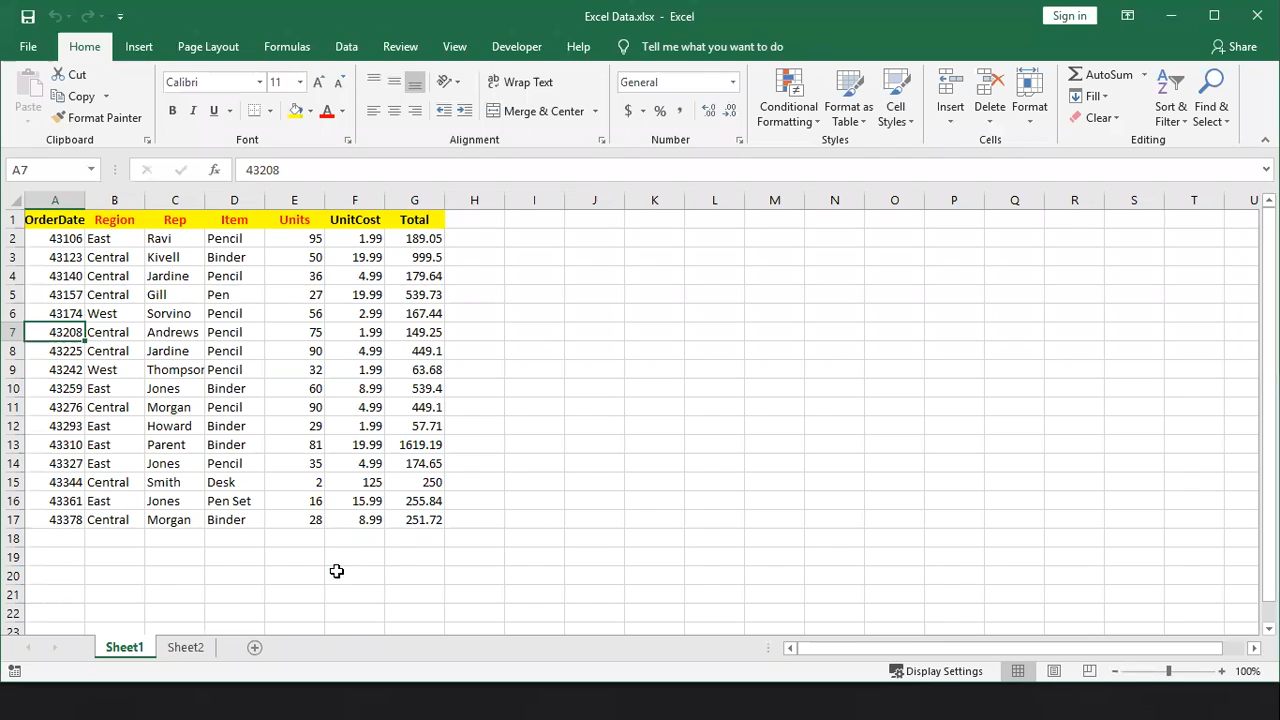 Excel Data.xlsx - Excel
Sign in
File Home Insert Page Layout Formulas Data Review View Developer Help Tell me what you want to do Share
Paste
Cut
Copy
Format Painter
Clipboard
Calibri 11
B I U A
Font
Wrap Text
Merge & Center
Alignment
General
$ % ,
Number
Conditional Formatting
Format as Table
Cell Styles
Styles
Insert Delete Format
Cells
AutoSum
Fill
Clear
Sort & Filter
Find & Select
Editing
A7 fx 43208
A B C D E F G H I J K L M N O P Q R S T U
1 OrderDate Region Rep Item Units UnitCost Total
2 43106 East Ravi Pencil 95 1.99 189.05
3 43123 Central Kivell Binder 50 19.99 999.5
4 43140 Central Jardine Pencil 36 4.99 179.64
5 43157 Central Gill Pen 27 19.99 539.73
6 43174 West Sorvino Pencil 56 2.99 167.44
7 43208 Central Andrews Pencil 75 1.99 149.25
8 43225 Central Jardine Pencil 90 4.99 449.1
9 43242 West Thompson Pencil 32 1.99 63.68
10 43259 East Jones Binder 60 8.99 539.4
11 43276 Central Morgan Pencil 90 4.99 449.1
12 43293 East Howard Binder 29 1.99 57.71
13 43310 East Parent Binder 81 19.99 1619.19
14 43327 East Jones Pencil 35 4.99 174.65
15 43344 Central Smith Desk 2 125 250
16 43361 East Jones Pen Set 16 15.99 255.84
17 43378 Central Morgan Binder 28 8.99 251.72
18
19
20
21
22
23
Sheet1 Sheet2
Display Settings 100%